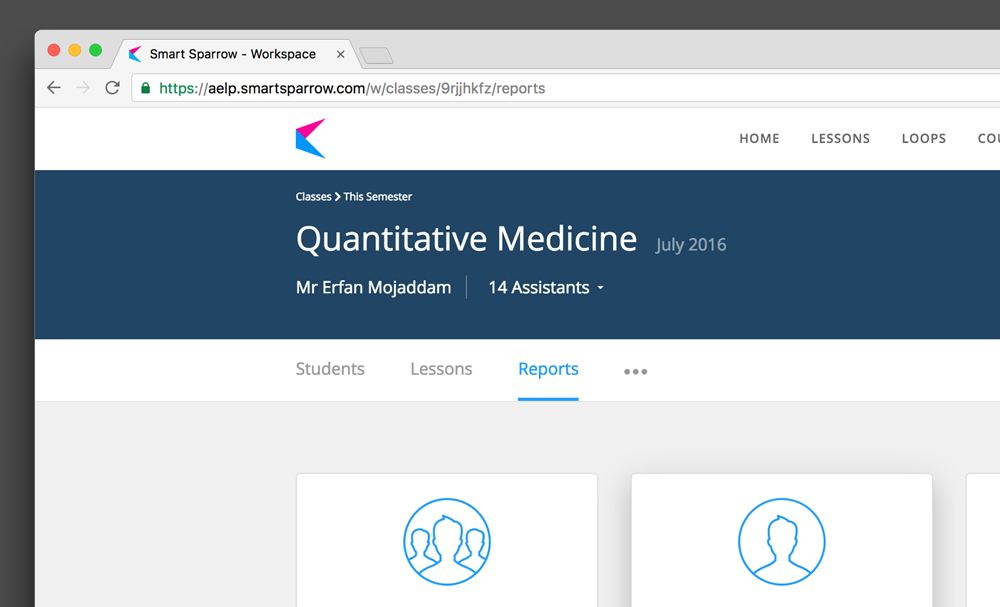 Smart Sparrow - Workspace
https://aelp.smartsparrow.com/w/classes/9rjjhkfz/reports
HOME LESSONS LOOPS COU
Classes > This Semester
Quantitative Medicine July 2016
Mr Erfan Mojaddam 14 Assistants
Students Lessons Reports